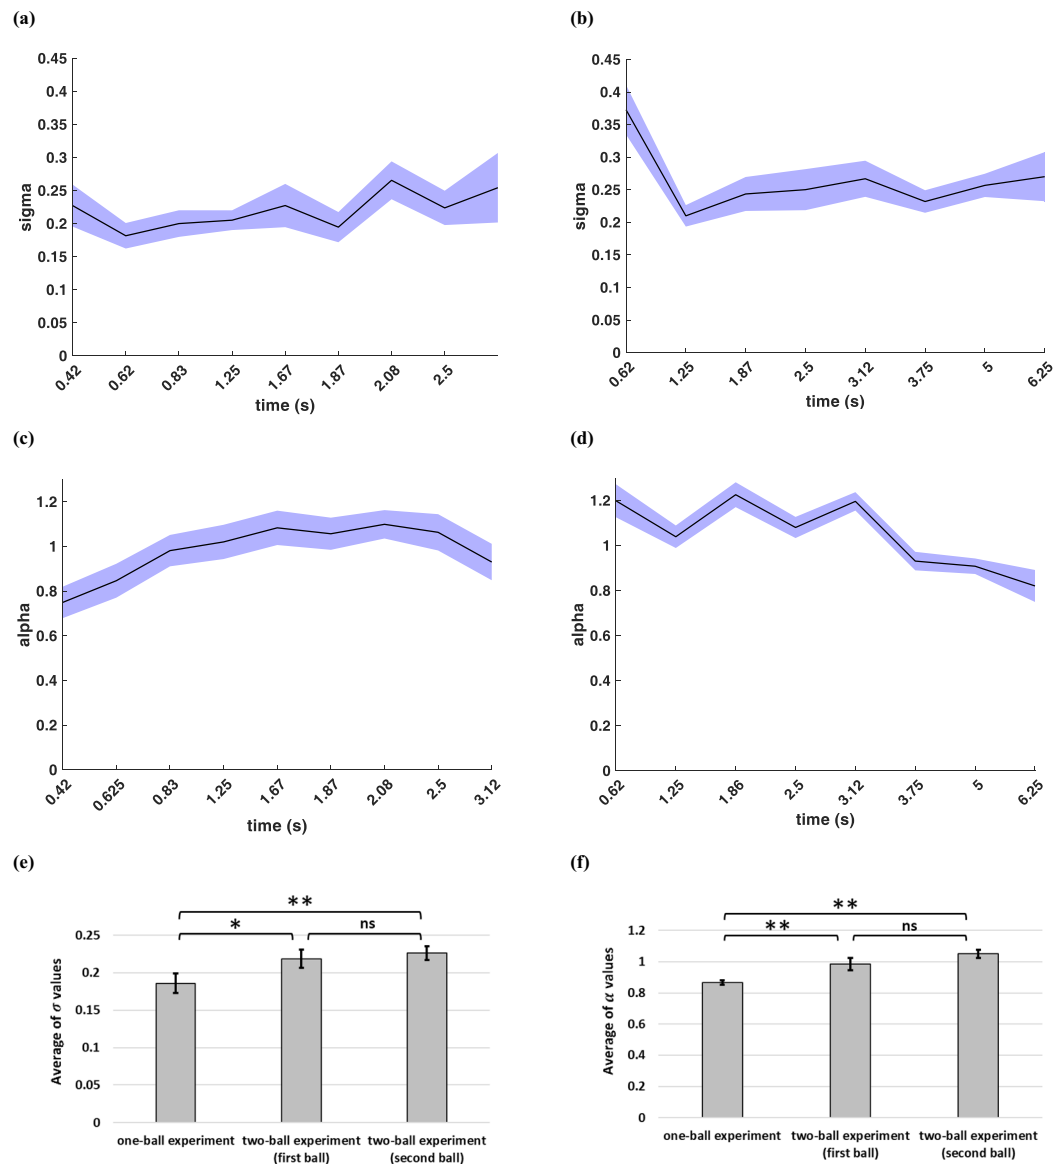 (a)
0.45
0.4
0.35
0.3
0.25
0.2
0.15
0.1
0.05
0
sigma
0.42 0.62 0.83 1.25 1.67 1.87 2.08 2.5
time (s)
(b)
0.45
0.4
0.35
0.3
0.25
0.2
0.15
0.1
0.05
0
sigma
0.62 1.25 1.87 2.5 3.12 3.75 5 6.25
time (s)
(c)
1.2
1
0.8
0.6
0.4
0.2
0
alpha
0.42 0.625 0.83 1.25 1.67 1.87 2.08 2.5 3.12
time (s)
(d)
1.2
1
0.8
0.6
0.4
0.2
0
alpha
0.62 1.25 1.86 2.5 3.12 3.75 5 6.25
time (s)
(e)
**
* ns
0.25
0.2
0.15
0.1
0.05
0
Average of σ values
one-ball experiment two-ball experiment two-ball experiment
(first ball) (second ball)
(f)
**
** ns
1.2
1
0.8
0.6
0.4
0.2
0
Average of α values
one-ball experiment two-ball experiment two-ball experiment
(first ball) (second ball)